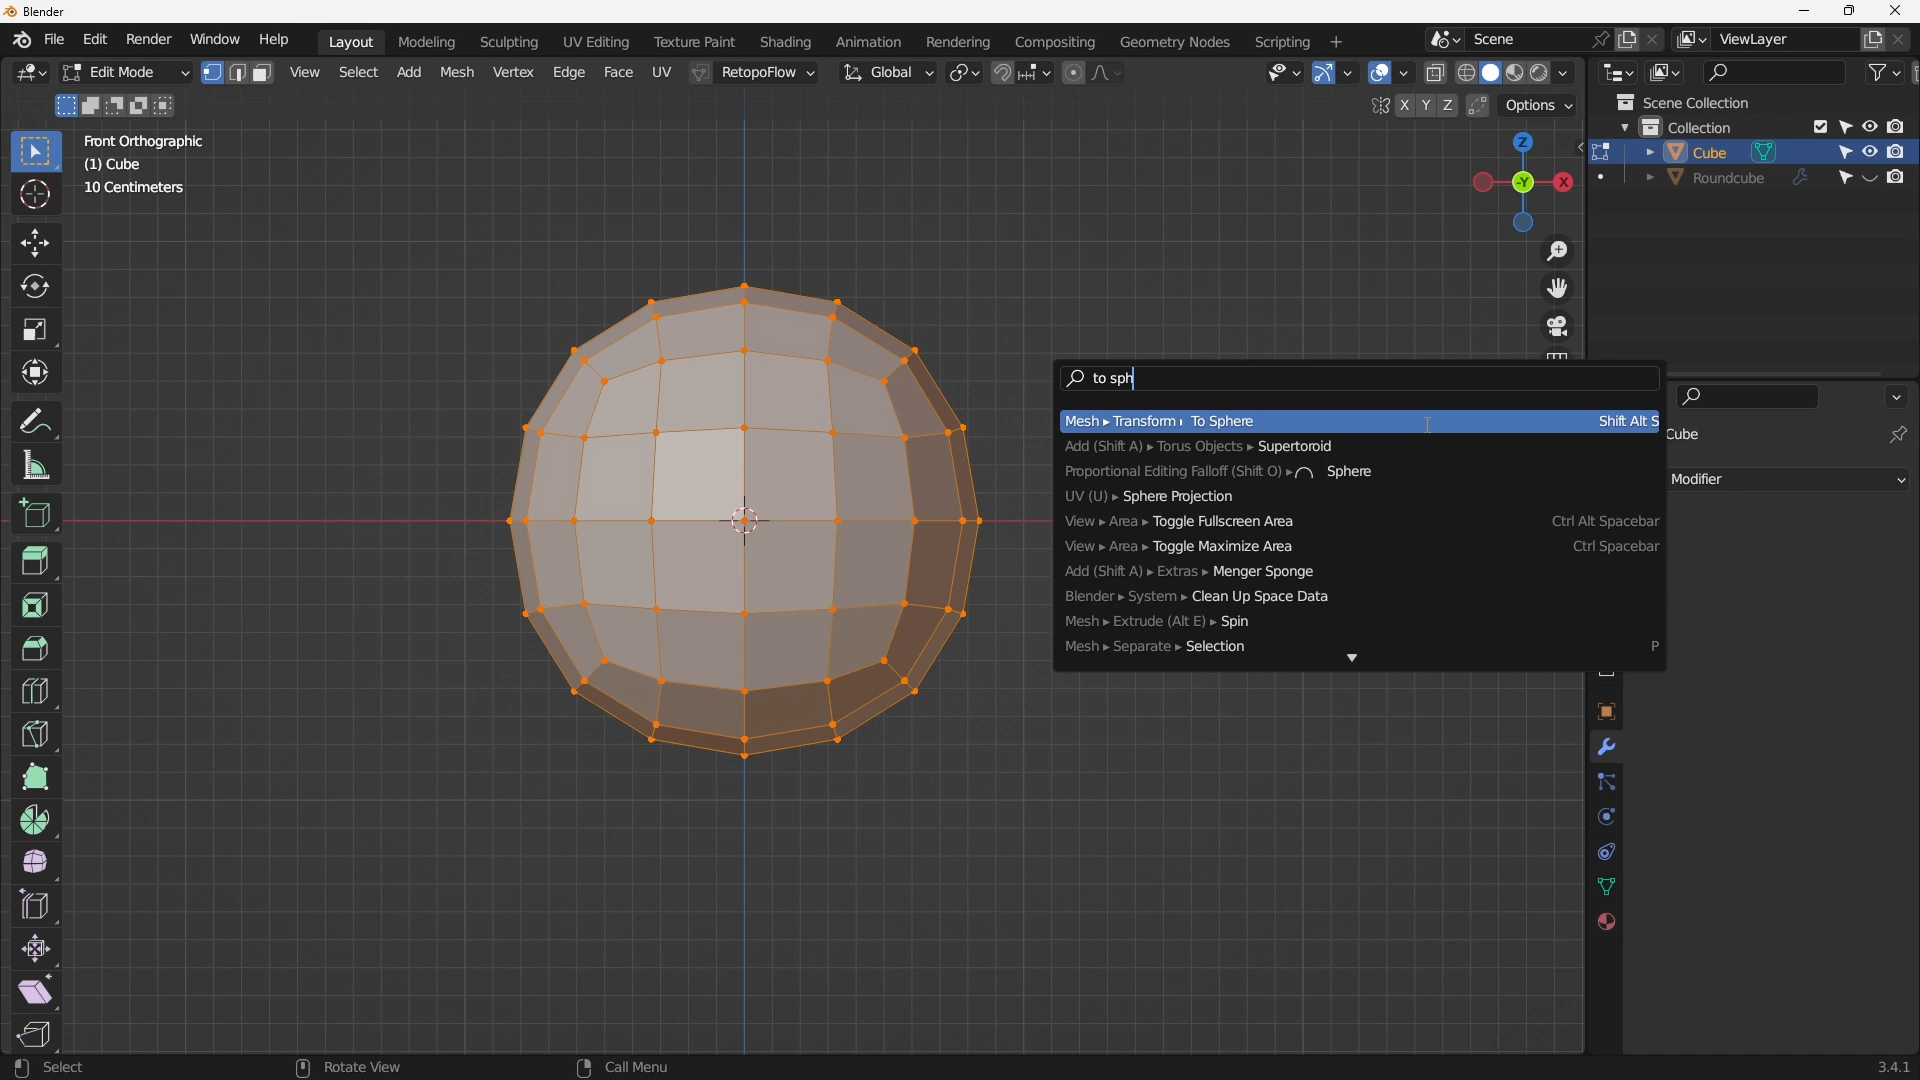 Blender
File Edit Render Window Help Layout Modeling Sculpting UV Editing Texture Paint Shading Animation Rendering Compositing Geometry Nodes Scripting + Scene ViewLayer
Edit Mode View Select Add Mesh Vertex Edge Face UV RetopoFlow Global
X Y Z Options
Front Orthographic
(1) Cube
10 Centimeters
Z
-Y X
Scene Collection
Collection
Cube
Roundcube
to sph
Mesh ▸ Transform ▸ To Sphere Shift Alt S
Add (Shift A) ▸ Torus Objects ▸ Supertoroid
Proportional Editing Falloff (Shift O) ▸ Sphere
UV (U) ▸ Sphere Projection
View ▸ Area ▸ Toggle Fullscreen Area Ctrl Alt Spacebar
View ▸ Area ▸ Toggle Maximize Area Ctrl Spacebar
Add (Shift A) ▸ Extras ▸ Menger Sponge
Blender ▸ System ▸ Clean Up Space Data
Mesh ▸ Extrude (Alt E) ▸ Spin
Mesh ▸ Separate ▸ Selection P
Cube
Modifier
Select Rotate View Call Menu 3.4.1